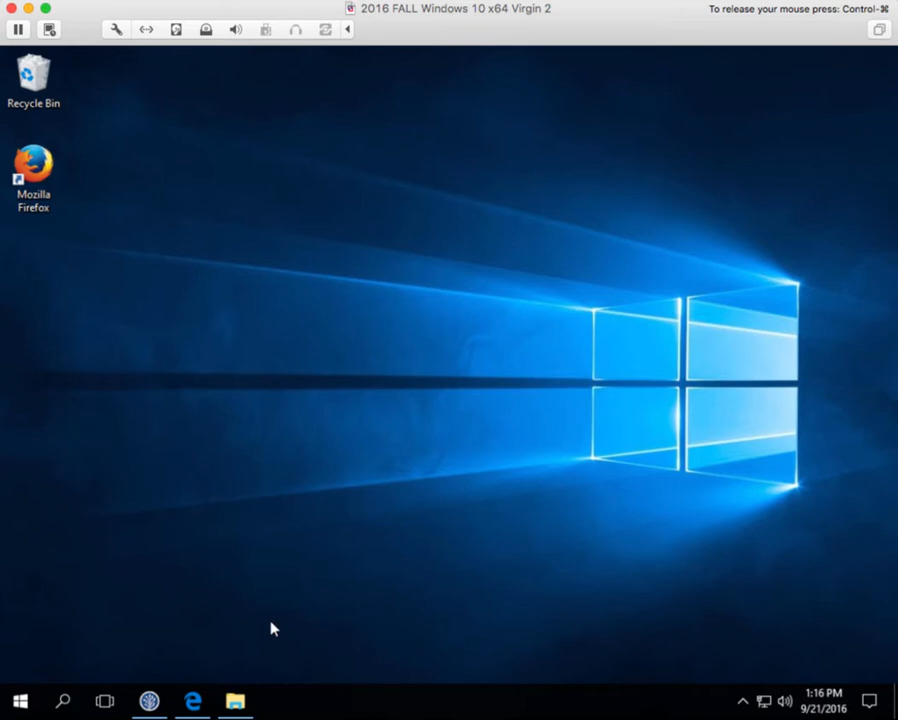 2016 FALL Windows 10 x64 Virgin 2
To release your mouse press: Control-⌘
Recycle Bin
Mozilla
Firefox
1:16 PM
9/21/2016